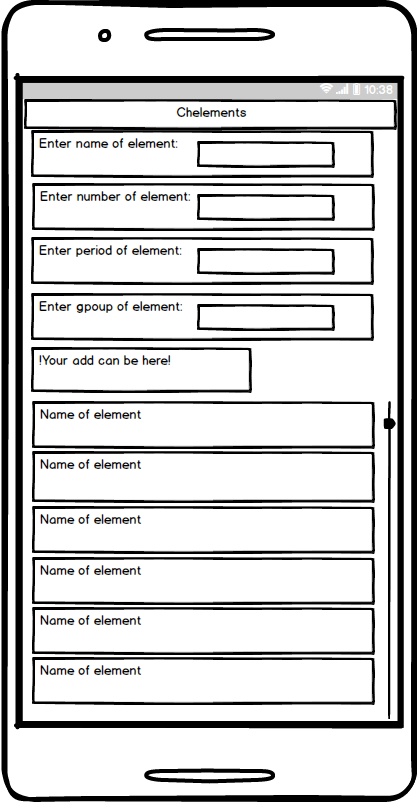 10:38
Chelements
Enter name of element:
Enter number of element:
Enter period of element:
Enter gpoup of element:
!Your add can be here!
Name of element
Name of element
Name of element
Name of element
Name of element
Name of element